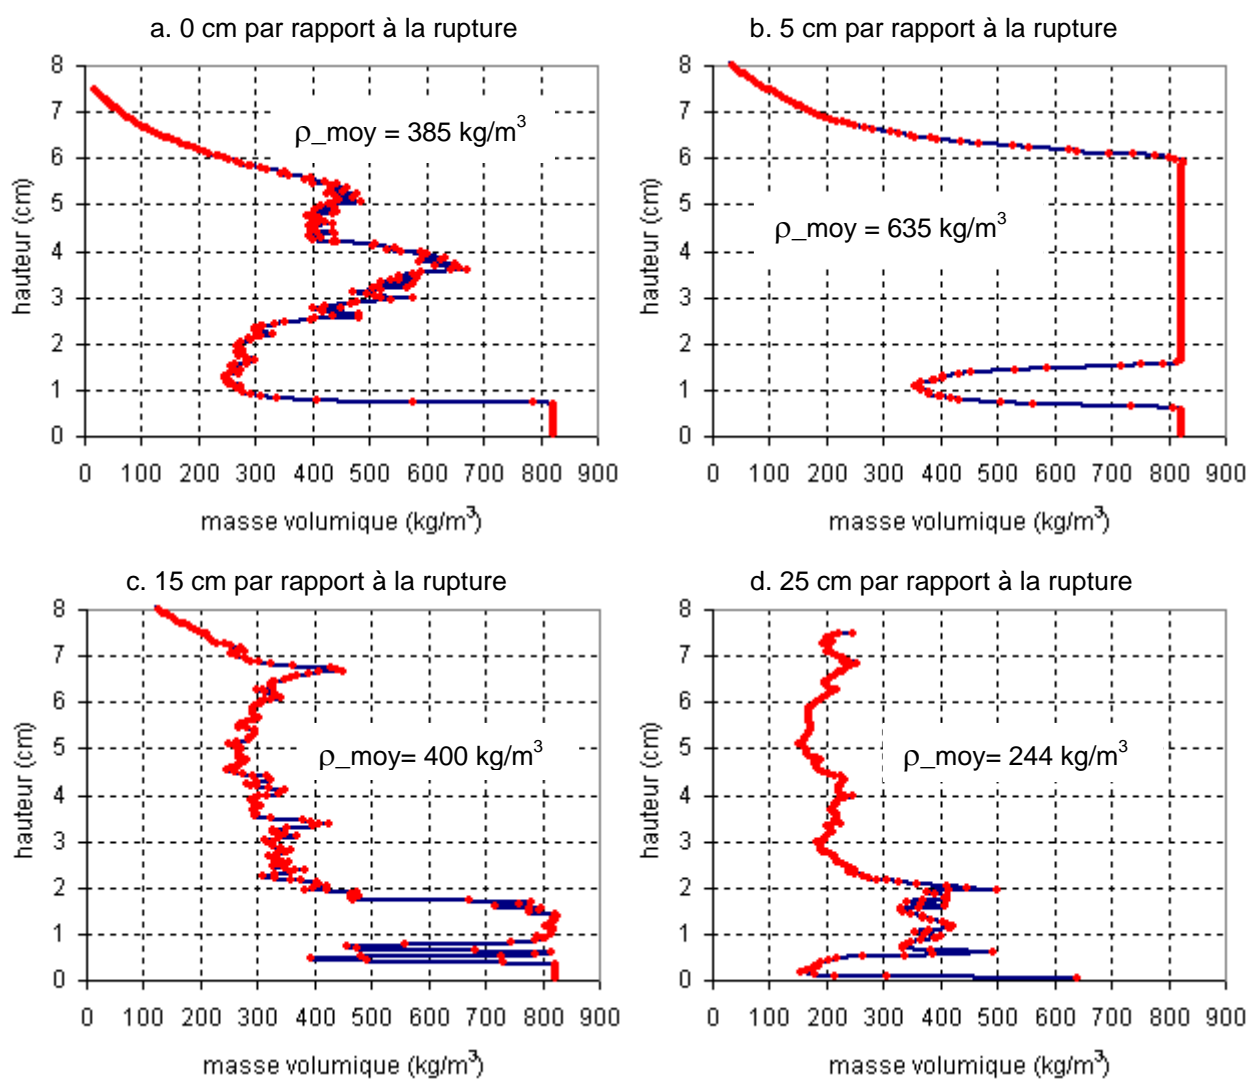 a. 0 cm par rapport à la rupture
8
7
6
5
4
3
2
1
0
hauteur (cm)
ρ_moy = 385 kg/m³
0 100 200 300 400 500 600 700 800 900
masse volumique (kg/m³)
b. 5 cm par rapport à la rupture
8
7
6
5
4
3
2
1
0
hauteur (cm)
ρ_moy = 635 kg/m³
0 100 200 300 400 500 600 700 800 900
masse volumique (kg/m³)
c. 15 cm par rapport à la rupture
8
7
6
5
4
3
2
1
0
hauteur (cm)
ρ_moy= 400 kg/m³
0 100 200 300 400 500 600 700 800 900
masse volumique (kg/m³)
d. 25 cm par rapport à la rupture
8
7
6
5
4
3
2
1
0
hauteur (cm)
ρ_moy= 244 kg/m³
0 100 200 300 400 500 600 700 800 900
masse volumique (kg/m³)